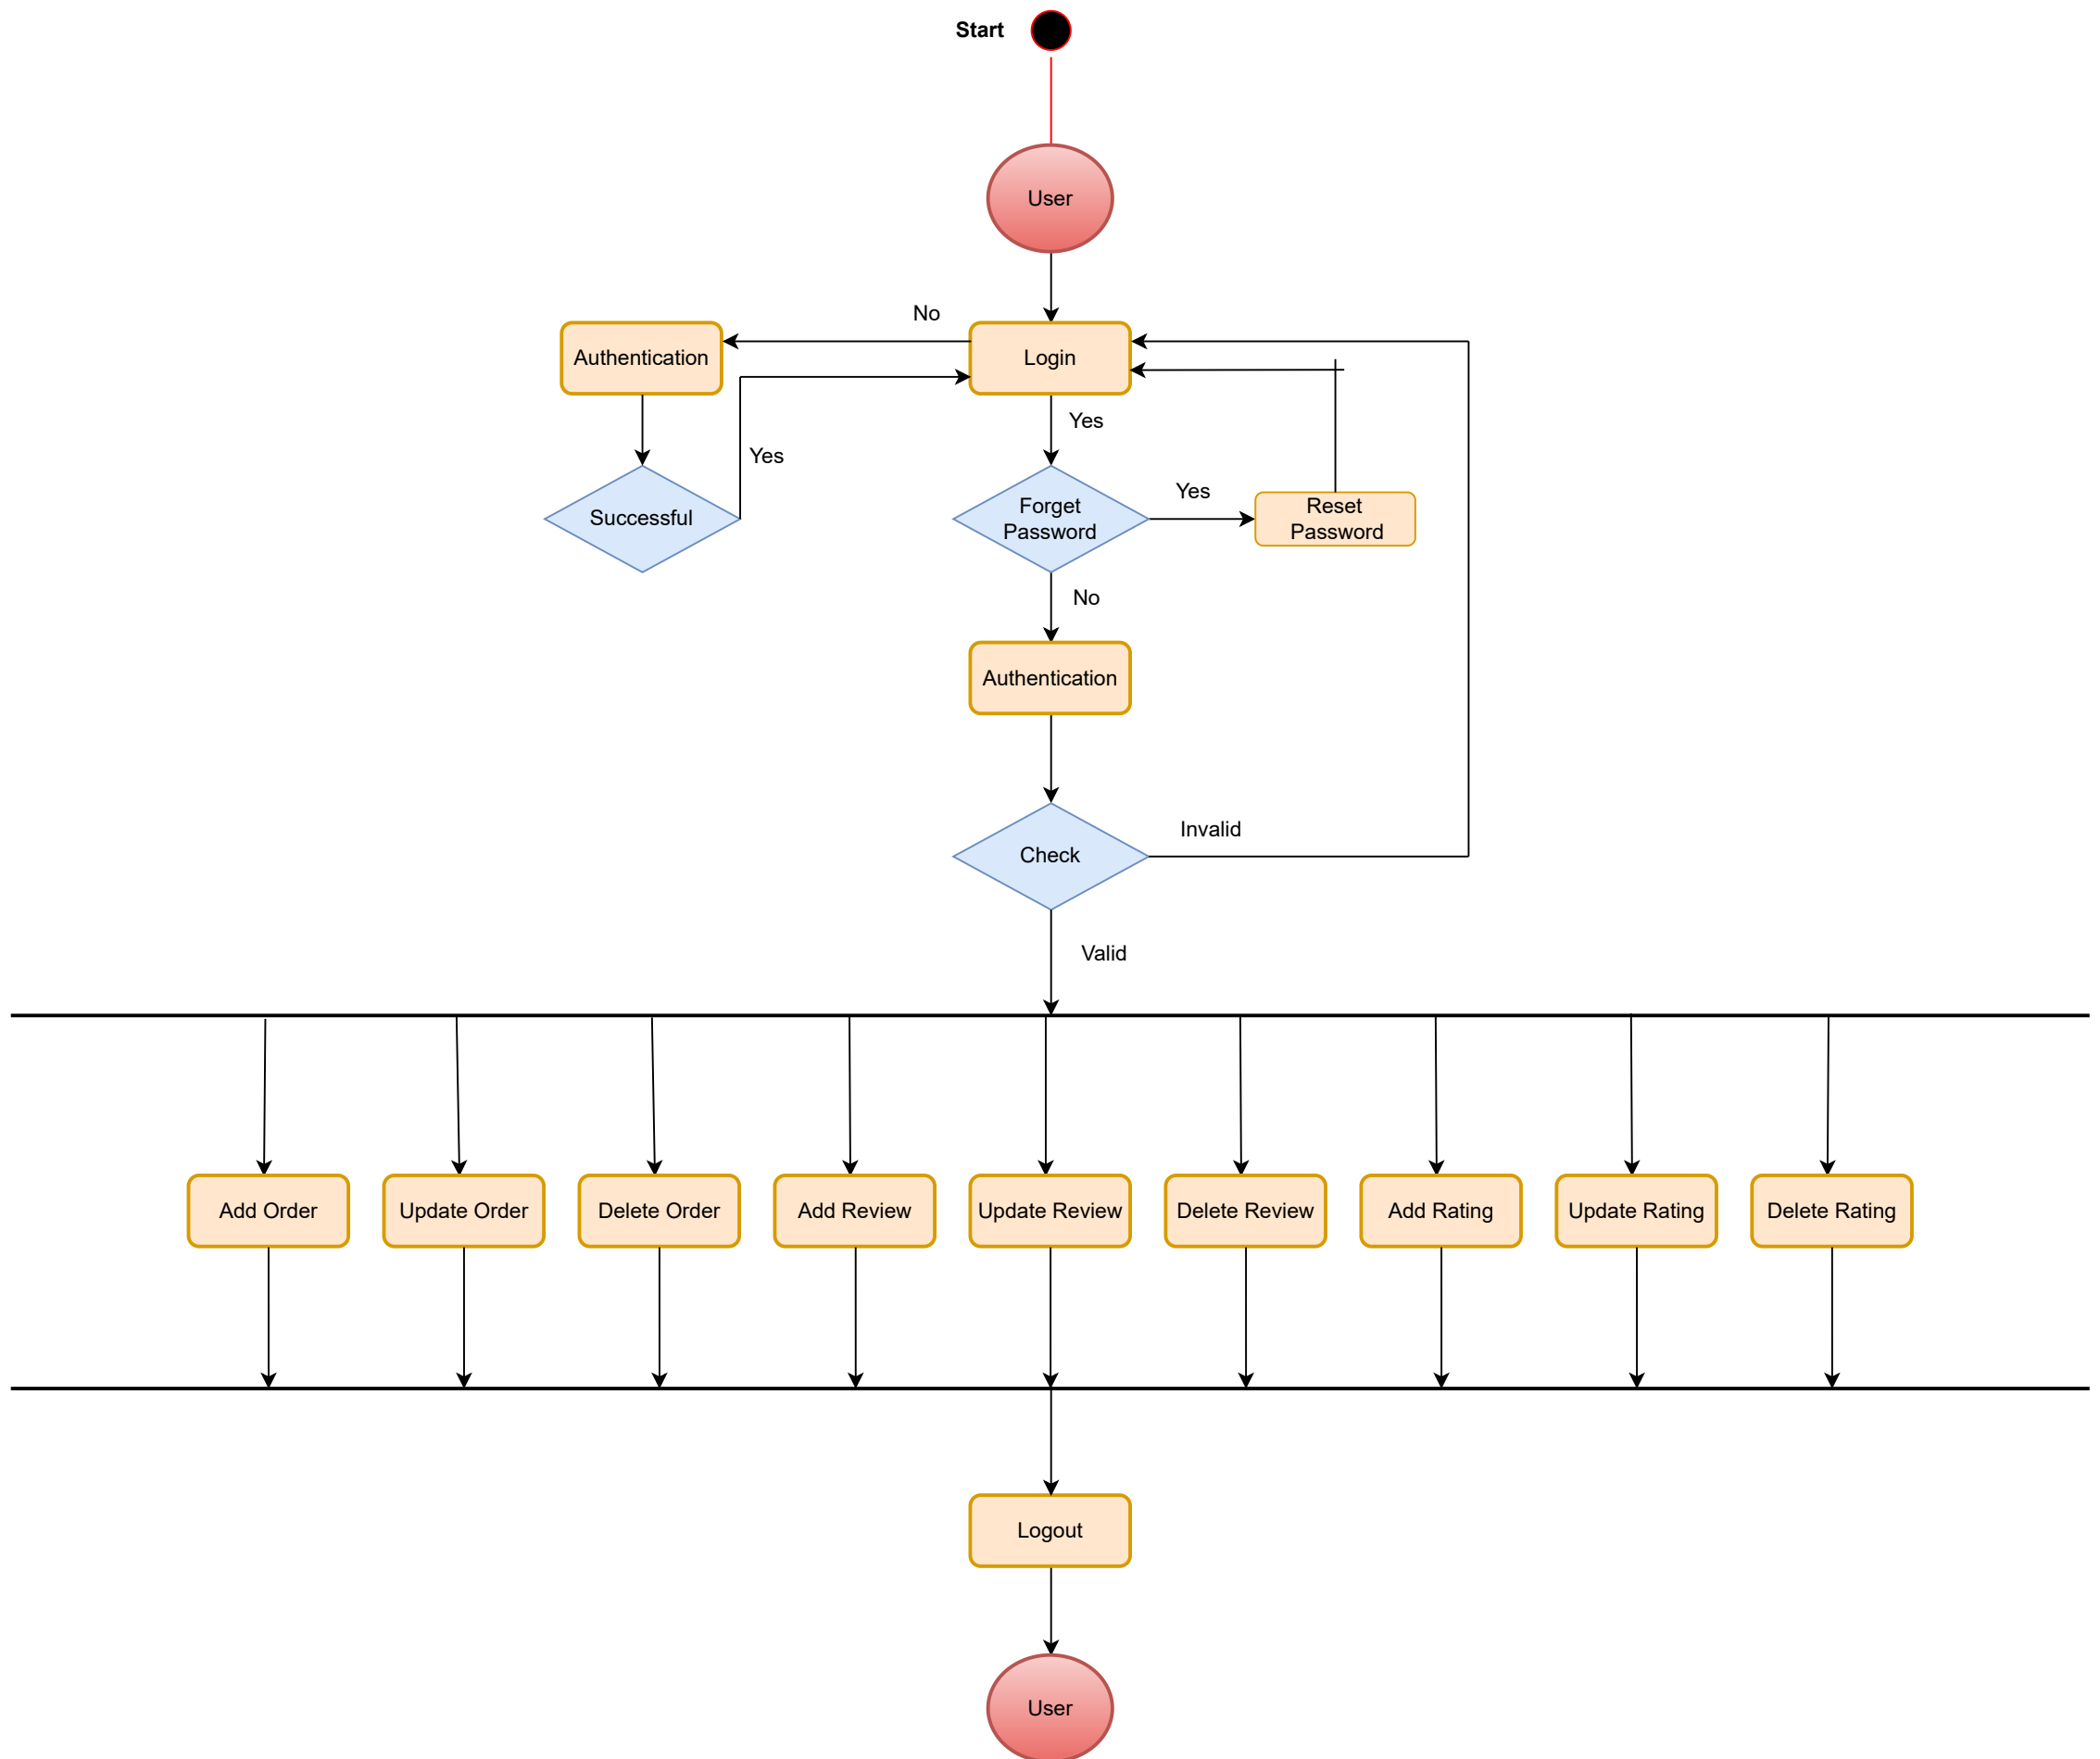 Start
User
No
Authentication
Login
Yes
Yes
Successful
Forget
Password
Yes
Reset
Password
No
Authentication
Check
Invalid
Valid
Add Order
Update Order
Delete Order
Add Review
Update Review
Delete Review
Add Rating
Update Rating
Delete Rating
Logout
User